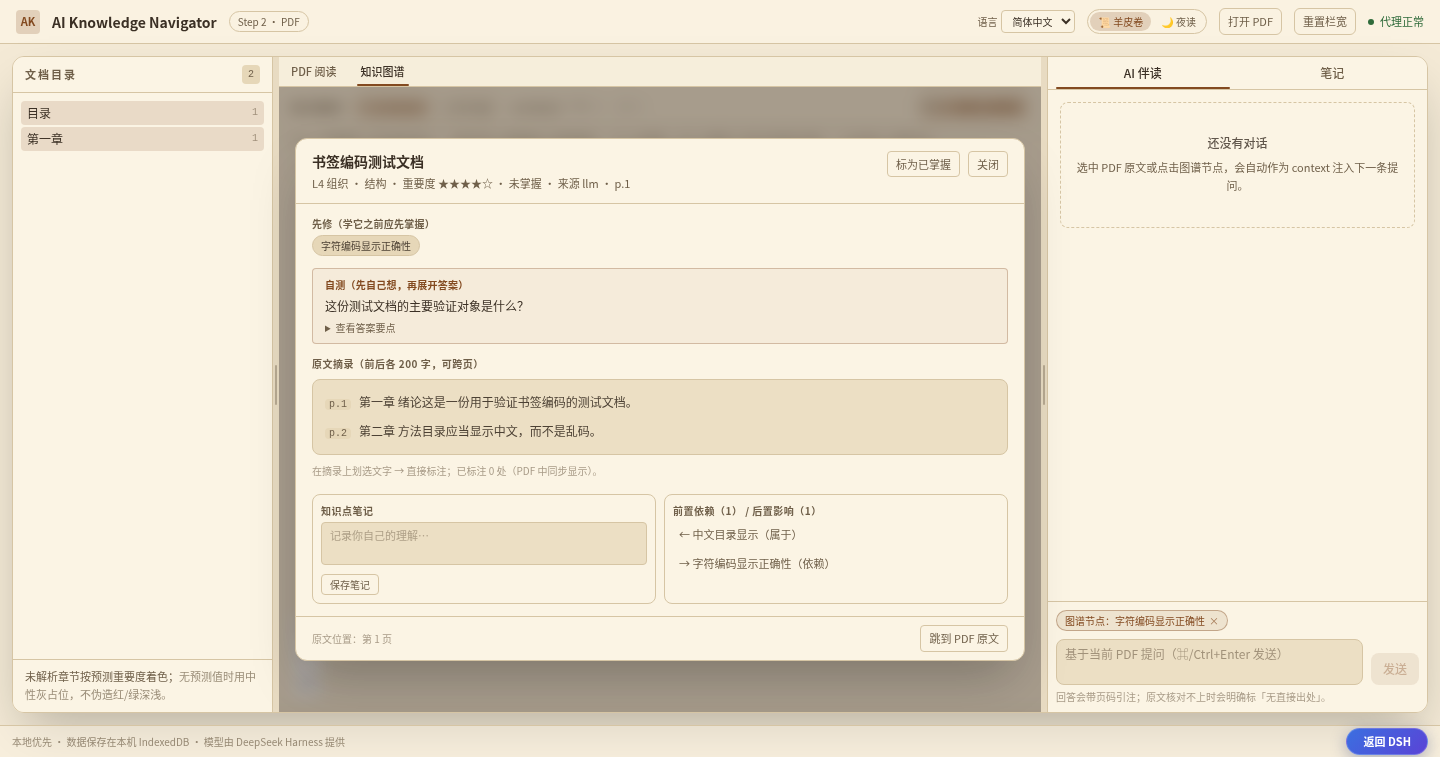 AK AI Knowledge Navigator Step 2 · PDF 语言 简体中文 📜 羊皮卷 🌙 夜读 打开 PDF 重置栏宽 代理正常
文档目录 2
目录 1
第一章 1
未解析章节按预测重要度着色；无预测值用中
性灰占位，不伪造红/绿深浅。
PDF 阅读 知识图谱
书签编码测试文档
标为已掌握 关闭
L4 组织 · 结构 · 重要度 ★★★★☆ · 未掌握 · 来源 llm · p.1
先修（学它之前应先掌握）
字符编码显示正确性
自测（先自己想，再展开答案）
这份测试文档的主要验证对象是什么？
▶ 查看答案要点
原文摘录（前后各 200 字，可跨页）
p.1 第一章 绪论这是一份用于验证书签编码的测试文档。
p.2 第二章 方法目录应当显示中文，而不是乱码。
在摘录上划选文字 → 直接标注；已标注 0 处（PDF 中同步显示）。
知识点笔记
记录你自己的理解…
保存笔记
前置依赖（1） / 后置影响（1）
← 中文目录显示（属于）
→ 字符编码显示正确性（依赖）
原文位置：第 1 页
跳到 PDF 原文
AI 伴读 笔记
还没有对话
选中 PDF 原文或点击图谱节点，会自动作为 context 注入下一条提
问。
图谱节点：字符编码显示正确性 ×
基于当前 PDF 提问（⌘/Ctrl+Enter 发送）
发送
回答会带页码引注；原文核对不上时会明确标「无直接出处」。
本地优先 · 数据保存在本机 IndexedDB · 模型由 DeepSeek Harness 提供
返回 DSH